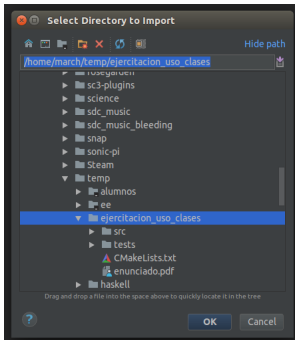 Select Directory to Import
Hide path
/home/march/temp/ejercitacion_uso_clases
rosegarden
sc3-plugins
science
sdc_music
sdc_music_bleeding
snap
sonic-pi
Steam
temp
alumnos
ee
ejercitacion_uso_clases
src
tests
CMakeLists.txt
enunciado.pdf
haskell
Drag and drop a file into the space above to quickly locate it in the tree
?
OK
Cancel